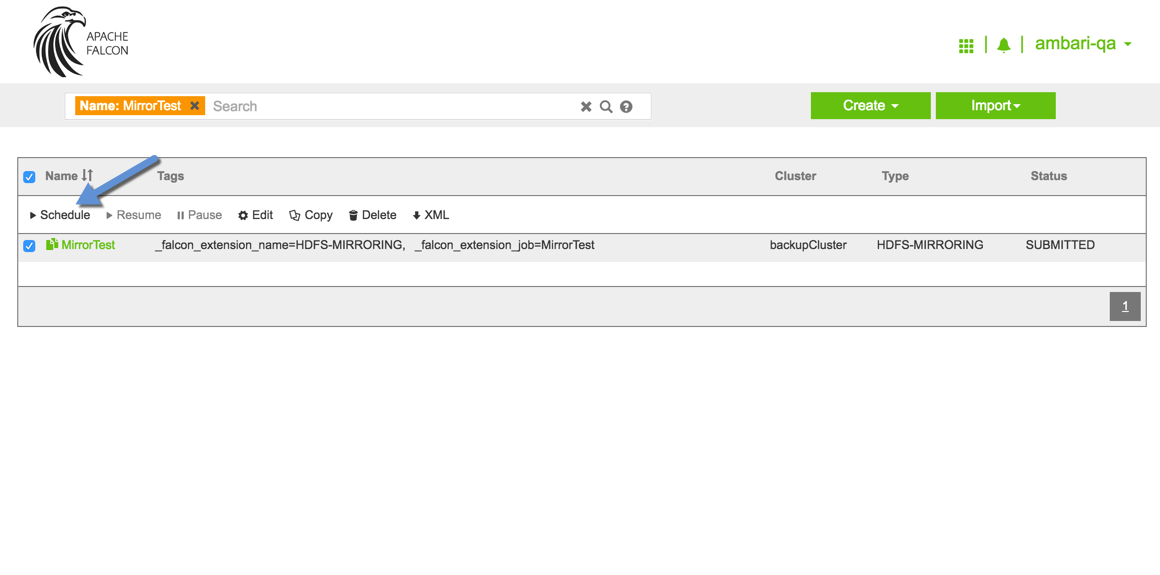 APACHE
FALCON
ambari-qa
Name: MirrorTest Search
Create
Import
Name Tags Cluster Type Status
Schedule Resume Pause Edit Copy Delete XML
MirrorTest _falcon_extension_name=HDFS-MIRRORING, _falcon_extension_job=MirrorTest backupCluster HDFS-MIRRORING SUBMITTED
1